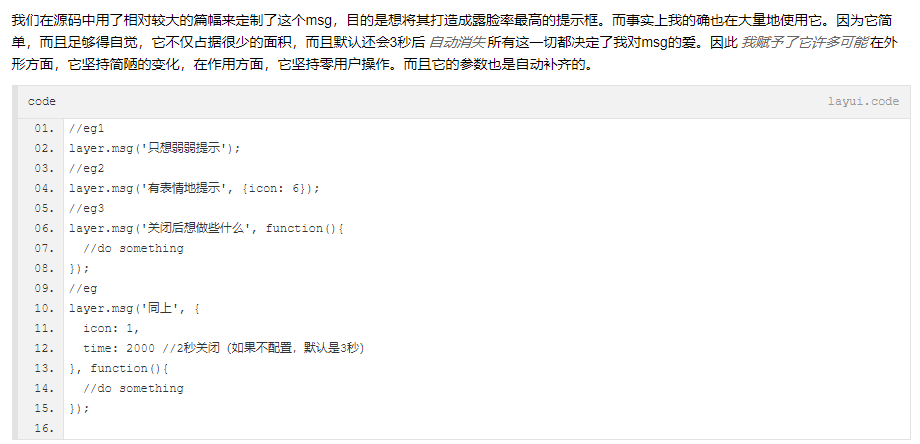 我们在源码中用了相对较大的篇幅来定制了这个msg，目的是想将其打造成露脸率最高的提示框。而事实上我的确也在大量地使用它。因为它简
单，而且足够得自觉，它不仅占据很少的面积，而且默认还会3秒后 自动消失 所有这一切都决定了我对msg的爱。因此 我赋予了它许多可能 在外
形方面，它坚持简陋的变化，在作用方面，它坚持零用户操作。而且它的参数也是自动补齐的。
code layui.code
01. //eg1
02. layer.msg('只想弱弱提示');
03. //eg2
04. layer.msg('有表情地提示', {icon: 6});
05. //eg3
06. layer.msg('关闭后想做些什么', function(){
07.   //do something
08. });
09. //eg
10. layer.msg('同上', {
11.   icon: 1,
12.   time: 2000 //2秒关闭（如果不配置，默认是3秒）
13. }, function(){
14.   //do something
15. });
16.